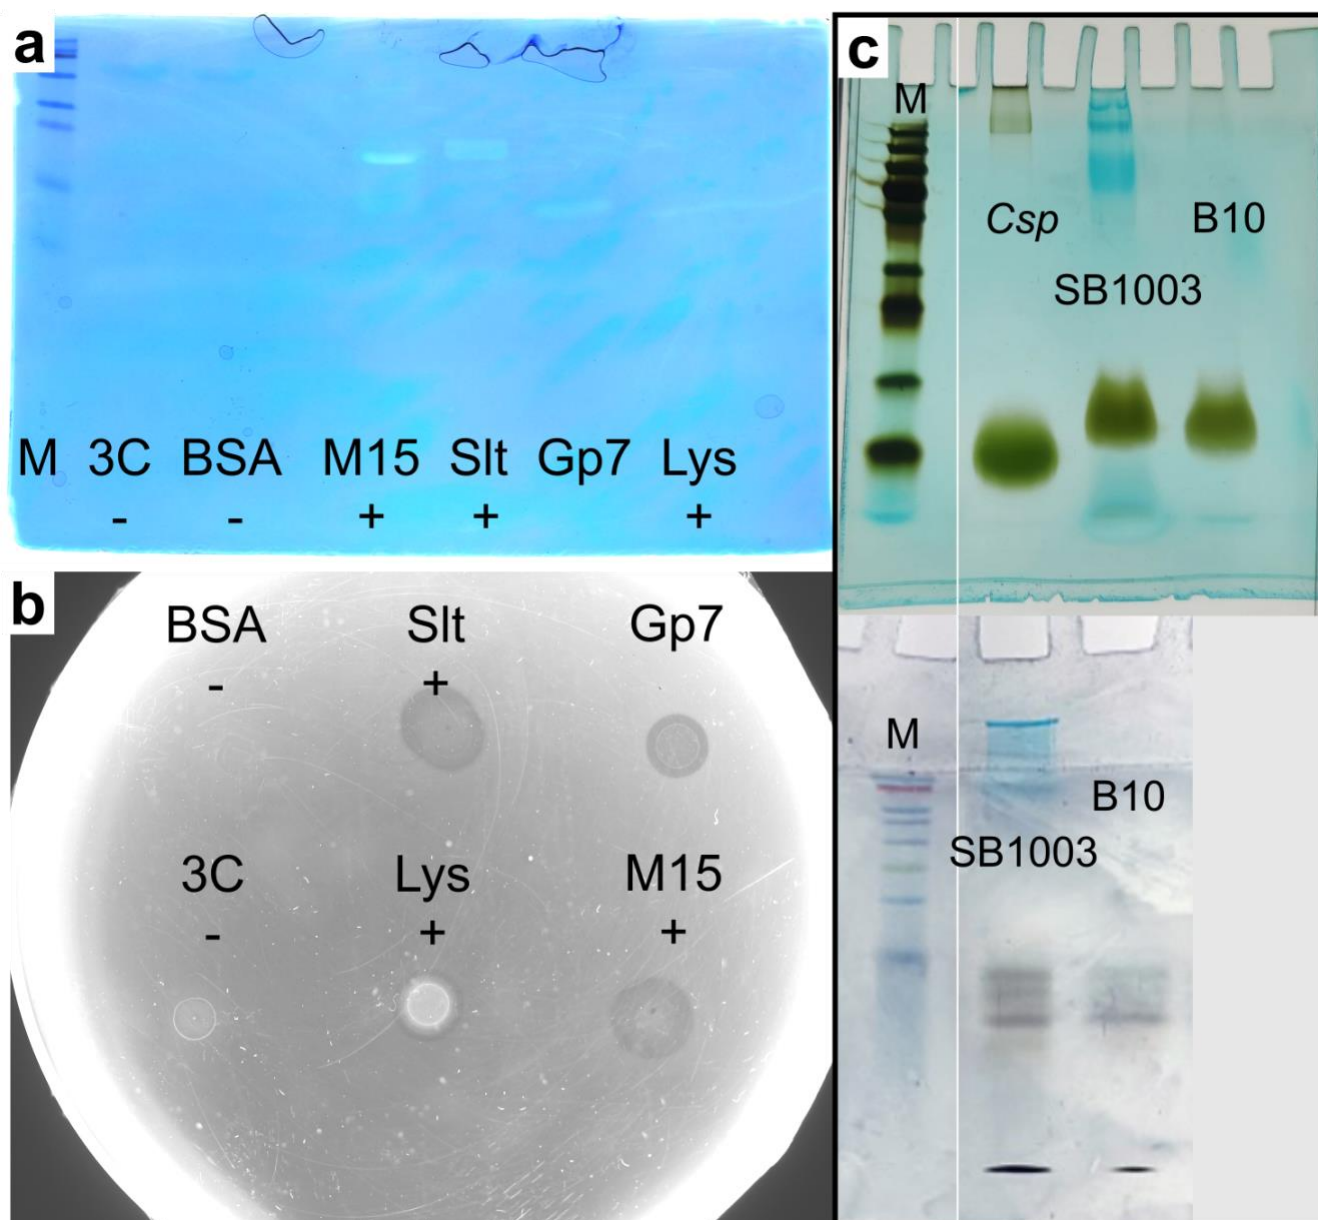 a
M 3C BSA M15 Slt Gp7 Lys
- - + + +
b
BSA Slt Gp7
- +
3C Lys M15
- + +
c
M
Csp B10
SB1003
M
B10
SB1003